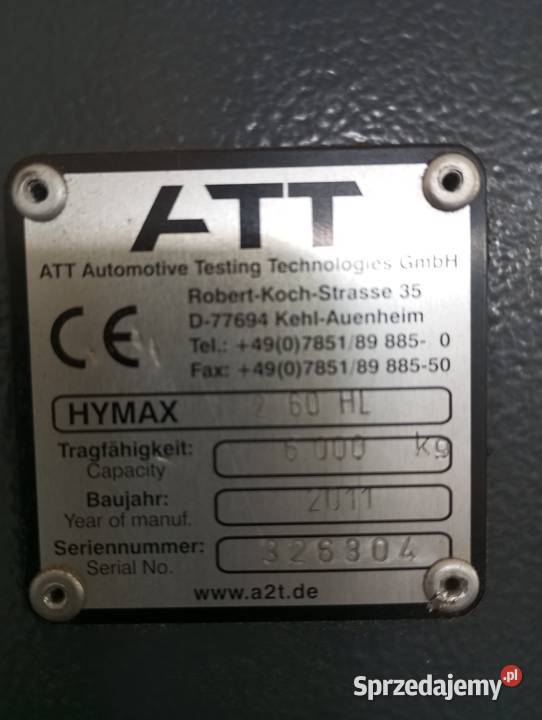 ATT
ATT Automotive Testing Technologies GmbH
Robert-Koch-Strasse 35
D-77694 Kehl-Auenheim
CE
Tel.: +49(0)7851/89 885- 0
Fax: +49(0)7851/89 885-50
HYMAX 2 60 HL
Tragfähigkeit: 6 000 kg
Capacity
Baujahr: 2011
Year of manuf.
Seriennummer: 326304
Serial No.
www.a2t.de
Sprzedajemy.pl